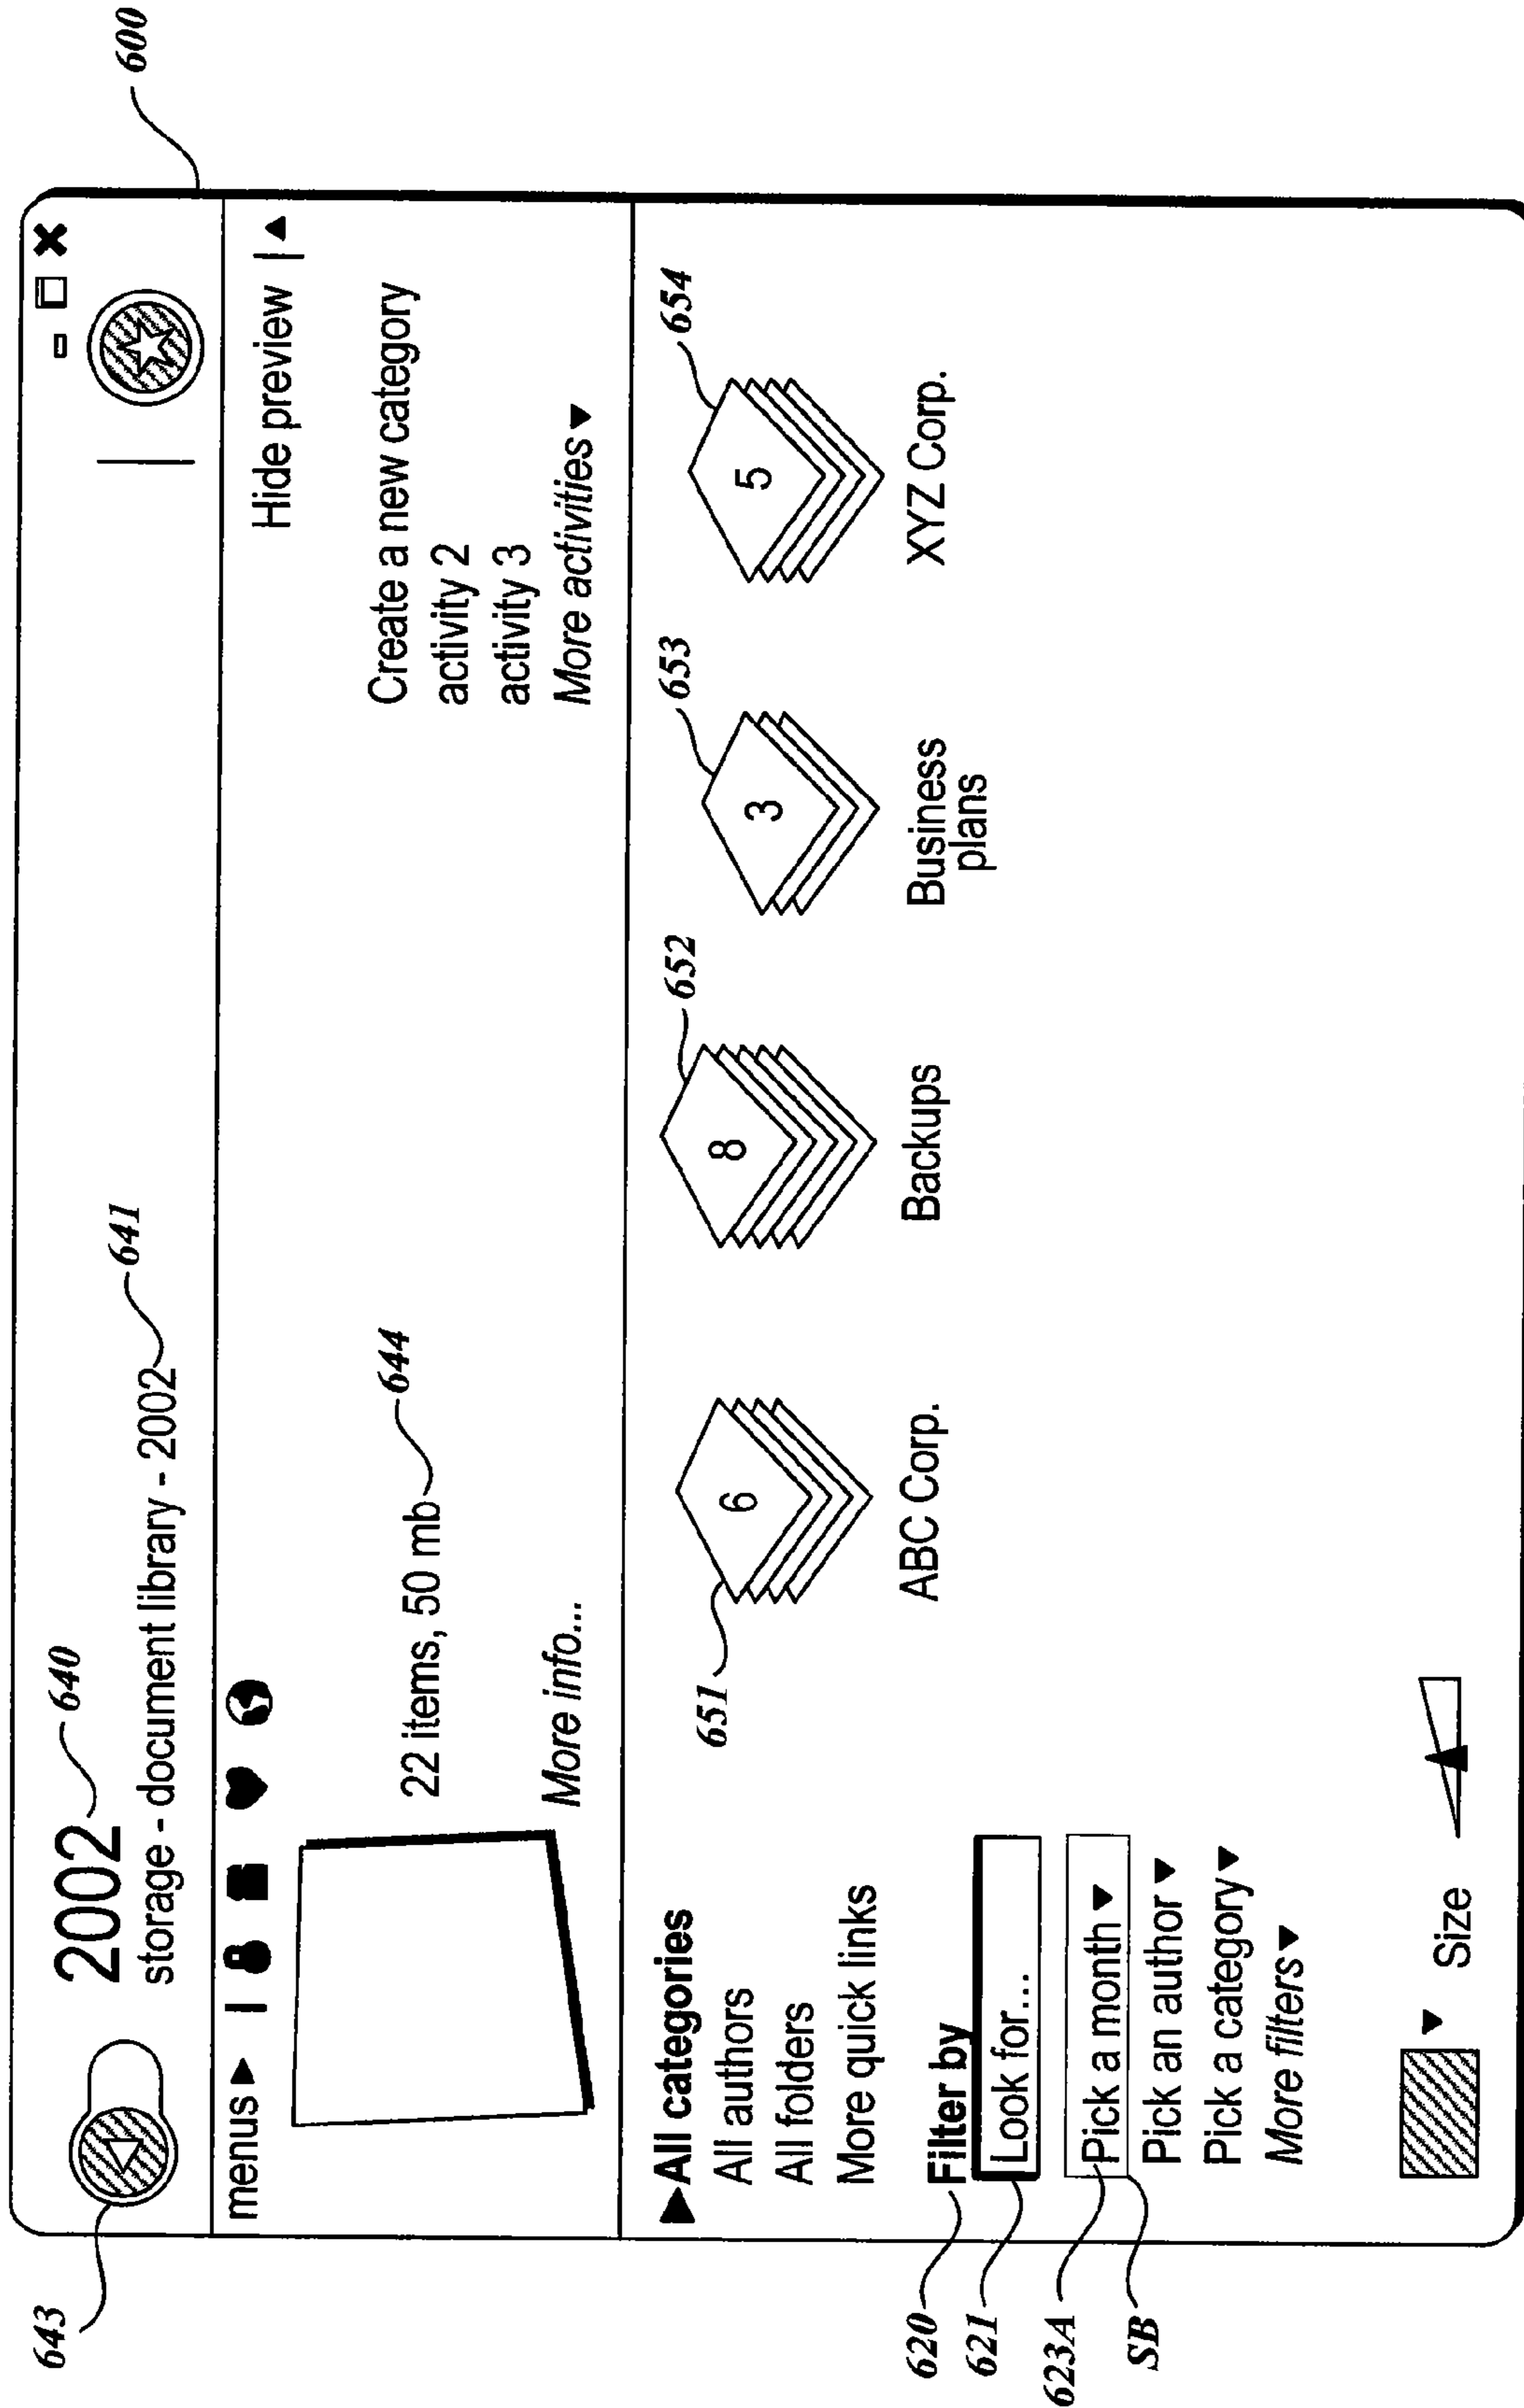 600
2002 640
storage - document library - 2002 641
643
menus
Hide preview
22 items, 50 mb 644
More info...
Create a new category
activity 2
activity 3
More activities
All categories
All authors
All folders
More quick links
620 Filter by
621 Look for...
623A Pick a month
SB
Pick an author
Pick a category
More filters
Size
651 6
ABC Corp.
652 8
Backups
653 3
Business
plans
654 5
XYZ Corp.